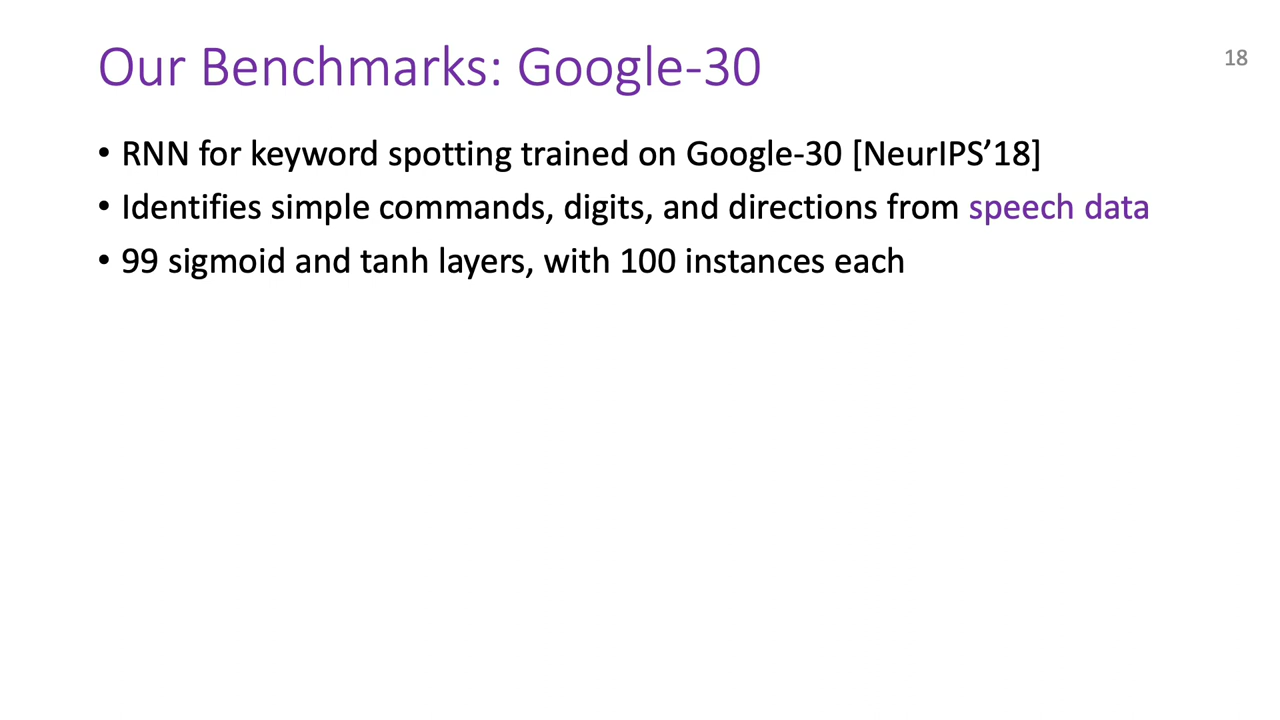 Our Benchmarks: Google-30
18
• RNN for keyword spotting trained on Google-30 [NeurIPS’18]
• Identifies simple commands, digits, and directions from speech data
• 99 sigmoid and tanh layers, with 100 instances each